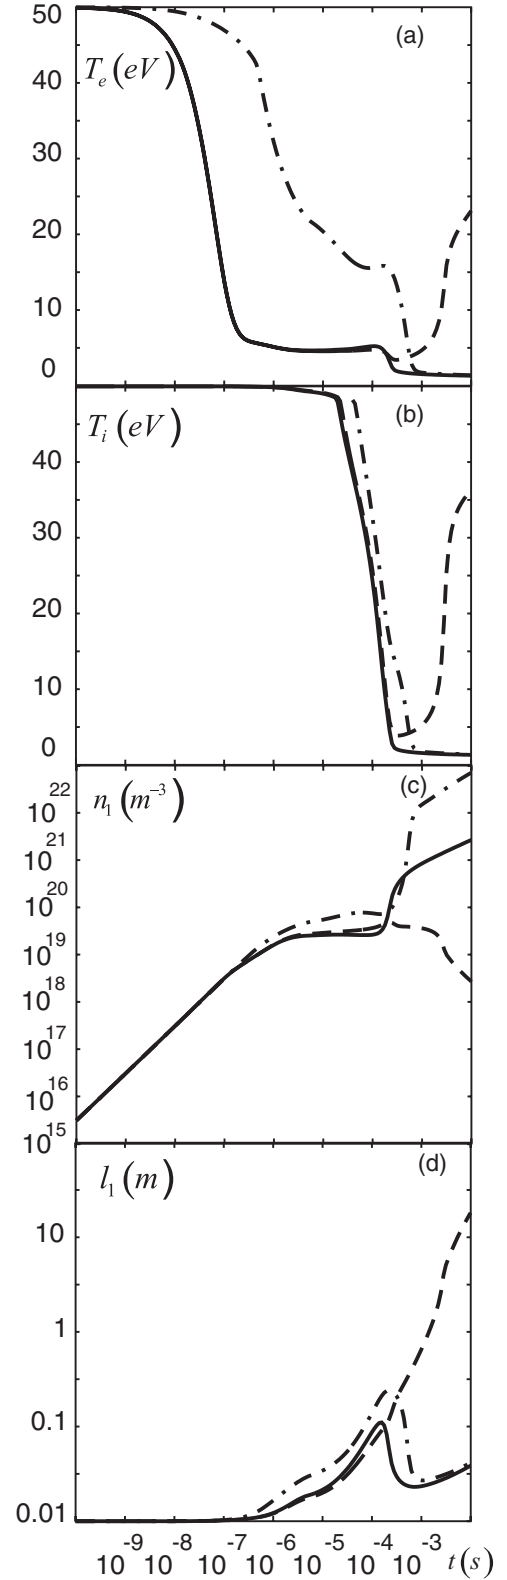 50
(a)
T_e (eV)
40
30
20
10
0
(b)
T_i (eV)
40
30
20
10
0
(c)
n_1 (m^{-3})
10^{22}
10^{21}
10^{20}
10^{19}
10^{18}
10^{17}
10^{16}
10^{15}
(d)
l_1 (m)
10
1
0.1
0.01
10^{-9} 10^{-8} 10^{-7} 10^{-6} 10^{-5} 10^{-4} 10^{-3} t (s)